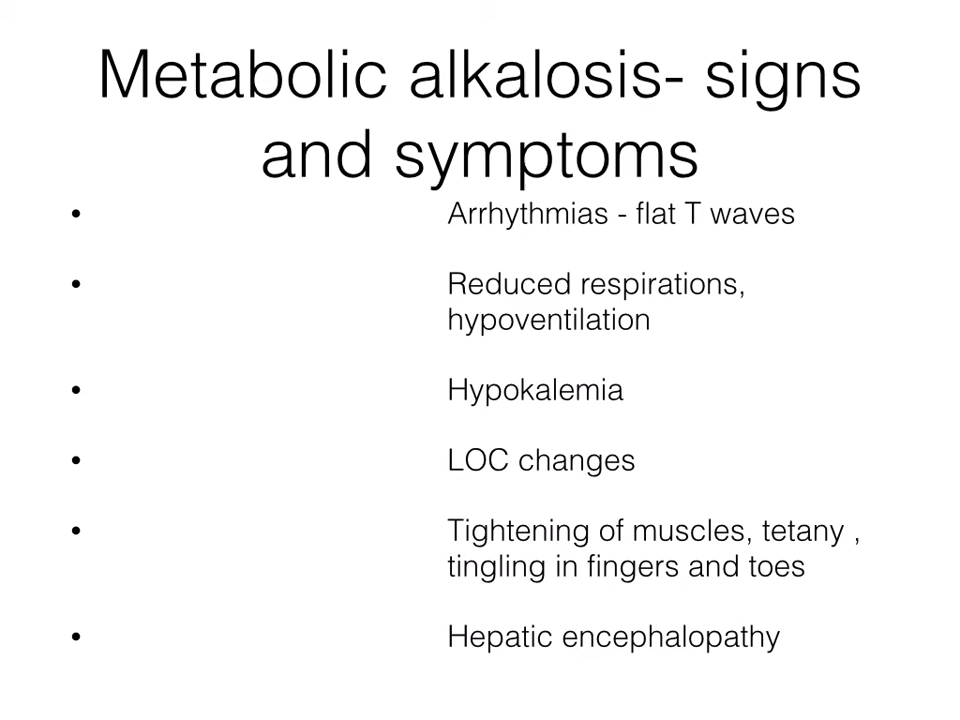 Metabolic alkalosis- signs
and symptoms
• Arrhythmias - flat T waves
• Reduced respirations,
hypoventilation
• Hypokalemia
• LOC changes
• Tightening of muscles, tetany ,
tingling in fingers and toes
• Hepatic encephalopathy